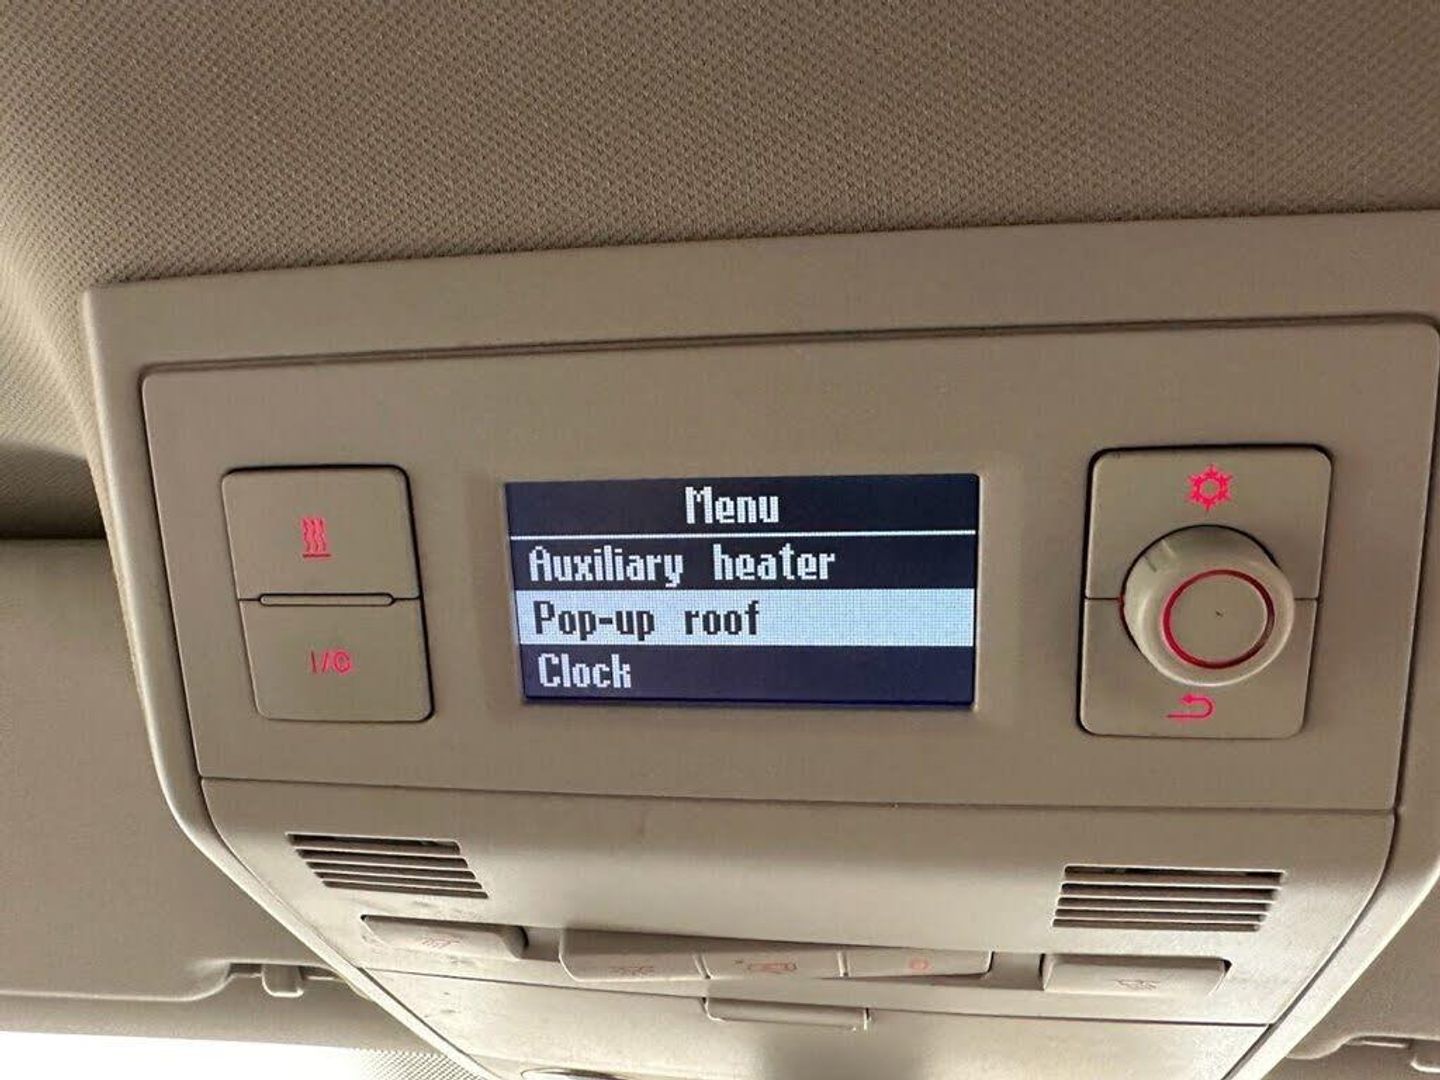 Menu
Auxiliary heater
Pop-up roof
Clock